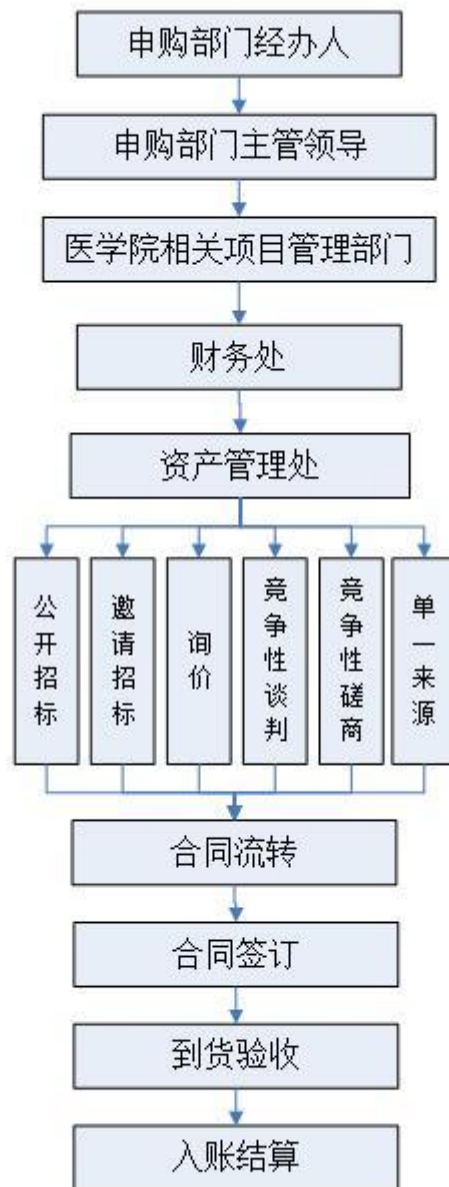 申购部门经办人
申购部门主管领导
医学院相关项目管理部门
财务处
资产管理处
公开招标
邀请招标
询价
竞争性谈判
竞争性磋商
单一来源
合同流转
合同签订
到货验收
入账结算